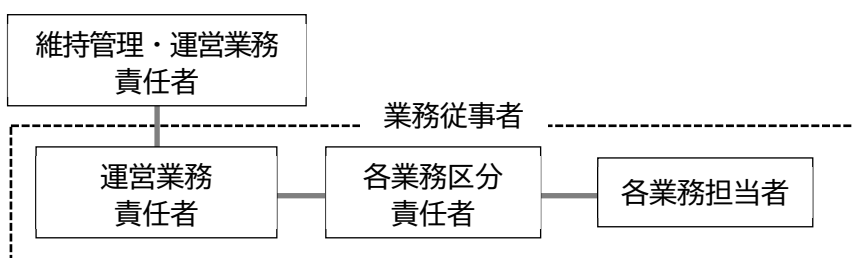 維持管理・運営業務
責任者
業務従事者
運営業務
責任者
各業務区分
責任者
各業務担当者